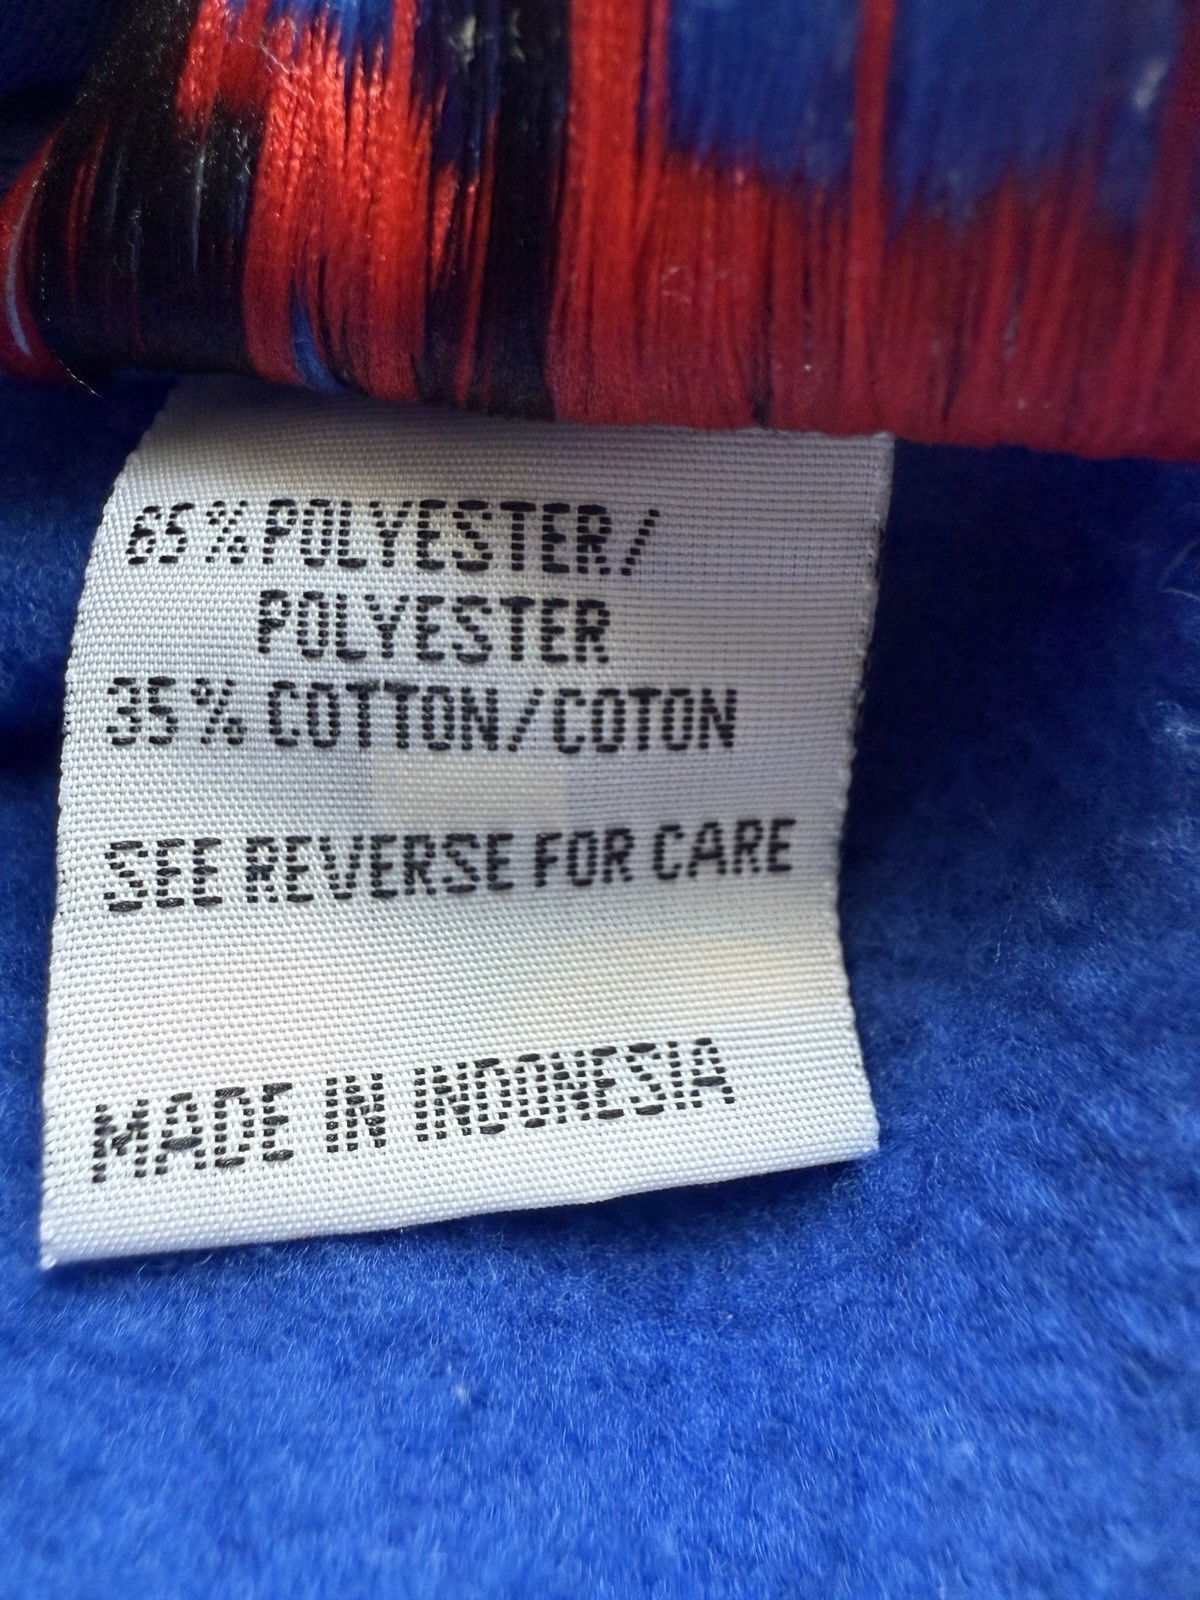 65% POLYESTER/
POLYESTER
35% COTTON/COTON
SEE REVERSE FOR CARE
MADE IN INDONESIA